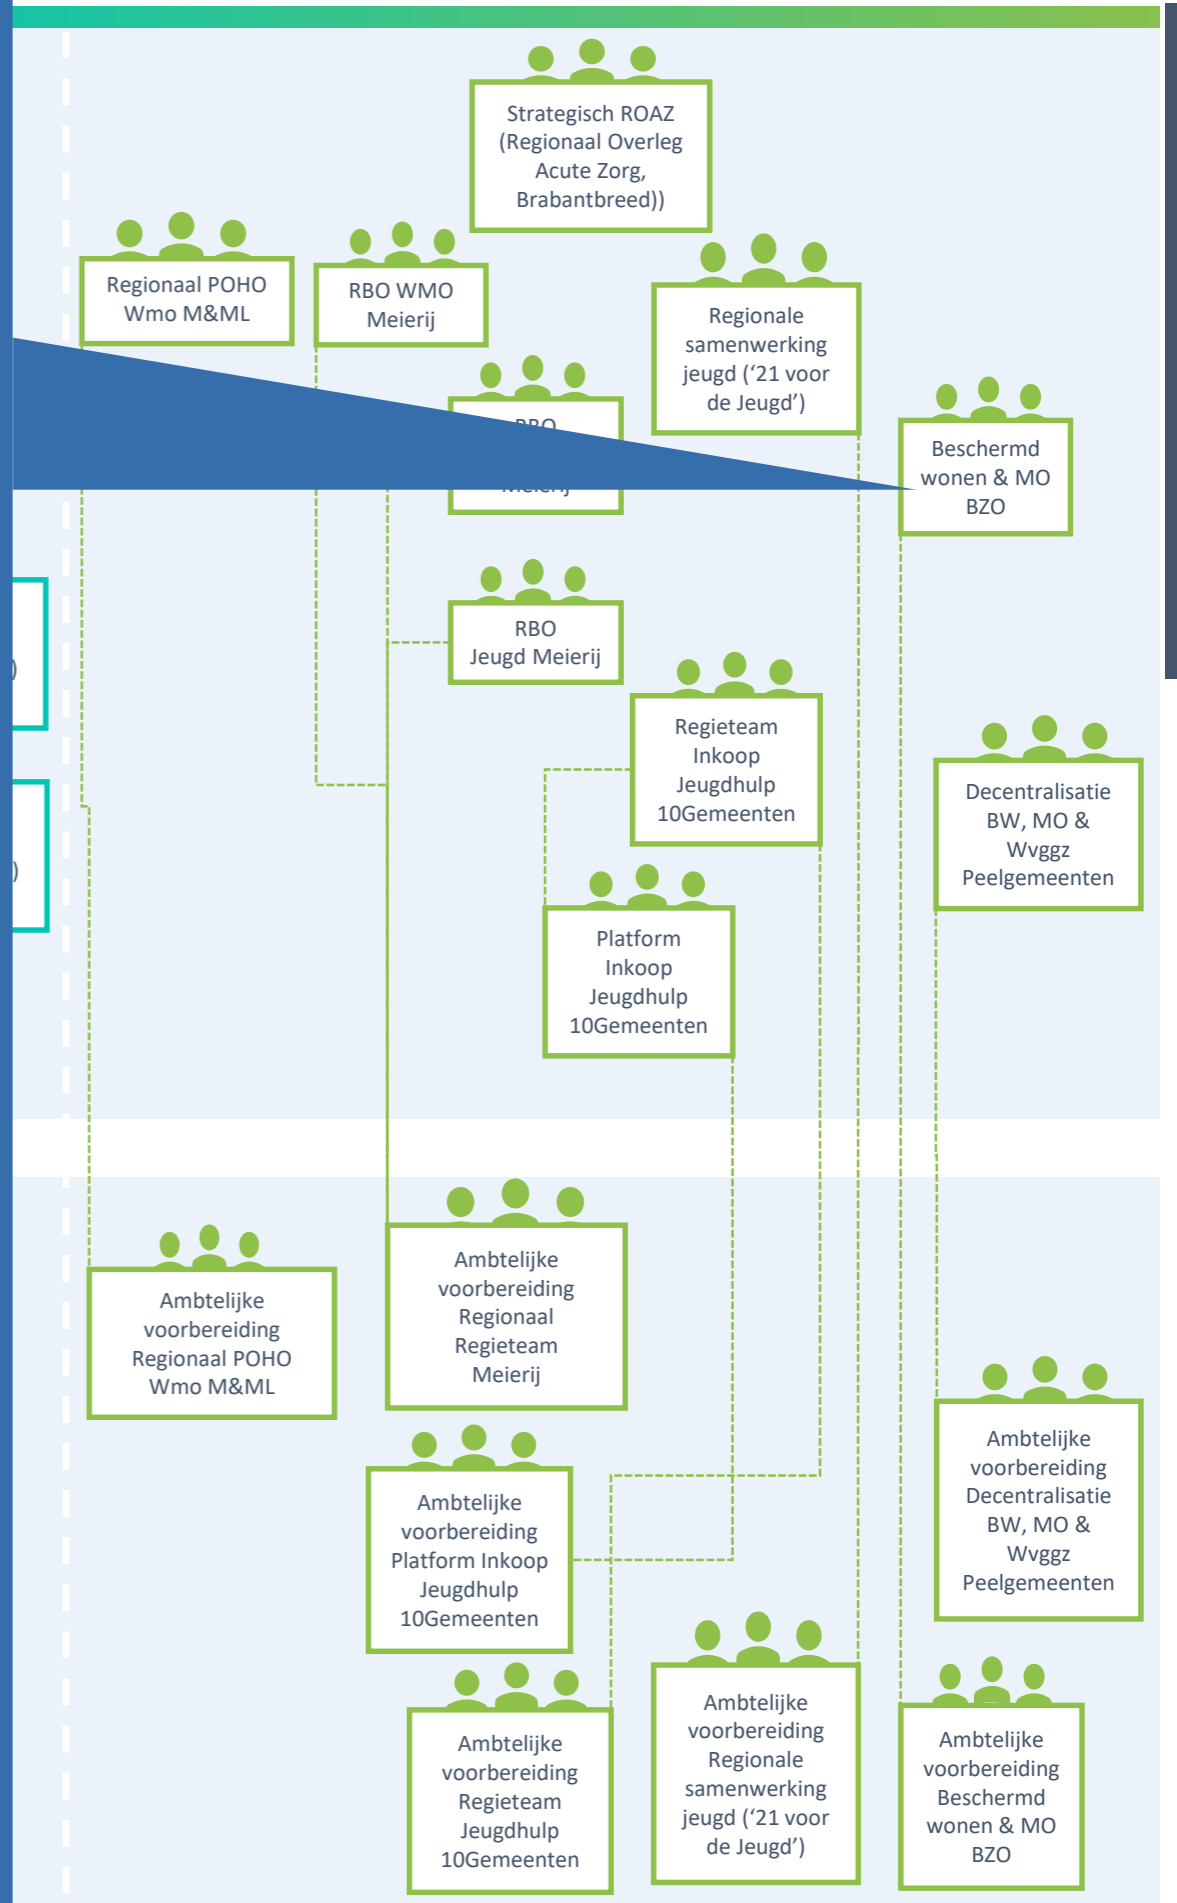 Strategisch ROAZ
(Regionaal Overleg
Acute Zorg,
Brabantbreed))
Regionaal POHO
Wmo M&ML
RBO WMO
Meierij
Regionale
samenwerking
jeugd (‘21 voor
de Jeugd’)
RBO
Meierij
Beschermd
wonen & MO
BZO
)
)
RBO
Jeugd Meierij
Regieteam
Inkoop
Jeugdhulp
10Gemeenten
Decentralisatie
BW, MO &
Wvggz
Peelgemeenten
Platform
Inkoop
Jeugdhulp
10Gemeenten
Ambtelijke
voorbereiding
Regionaal POHO
Wmo M&ML
Ambtelijke
voorbereiding
Regionaal
Regieteam
Meierij
Ambtelijke
voorbereiding
Decentralisatie
BW, MO &
Wvggz
Peelgemeenten
Ambtelijke
voorbereiding
Platform Inkoop
Jeugdhulp
10Gemeenten
Ambtelijke
voorbereiding
Regieteam
Jeugdhulp
10Gemeenten
Ambtelijke
voorbereiding
Regionale
samenwerking
jeugd (‘21 voor
de Jeugd’)
Ambtelijke
voorbereiding
Beschermd
wonen & MO
BZO